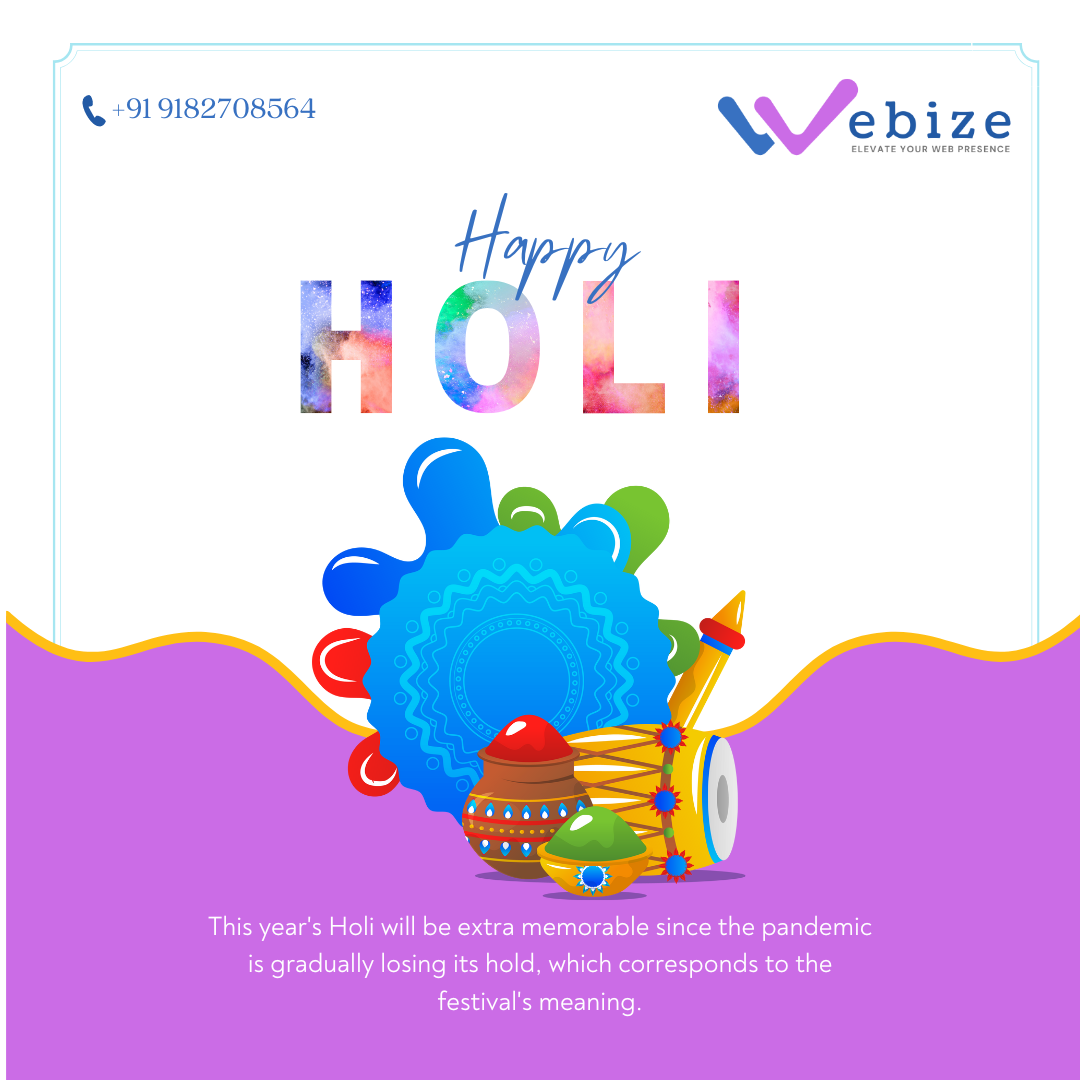 +91 9182708564
Webize
ELEVATE YOUR WEB PRESENCE
Happy
HOLI
This year's Holi will be extra memorable since the pandemic
is gradually losing its hold, which corresponds to the
festival's meaning.